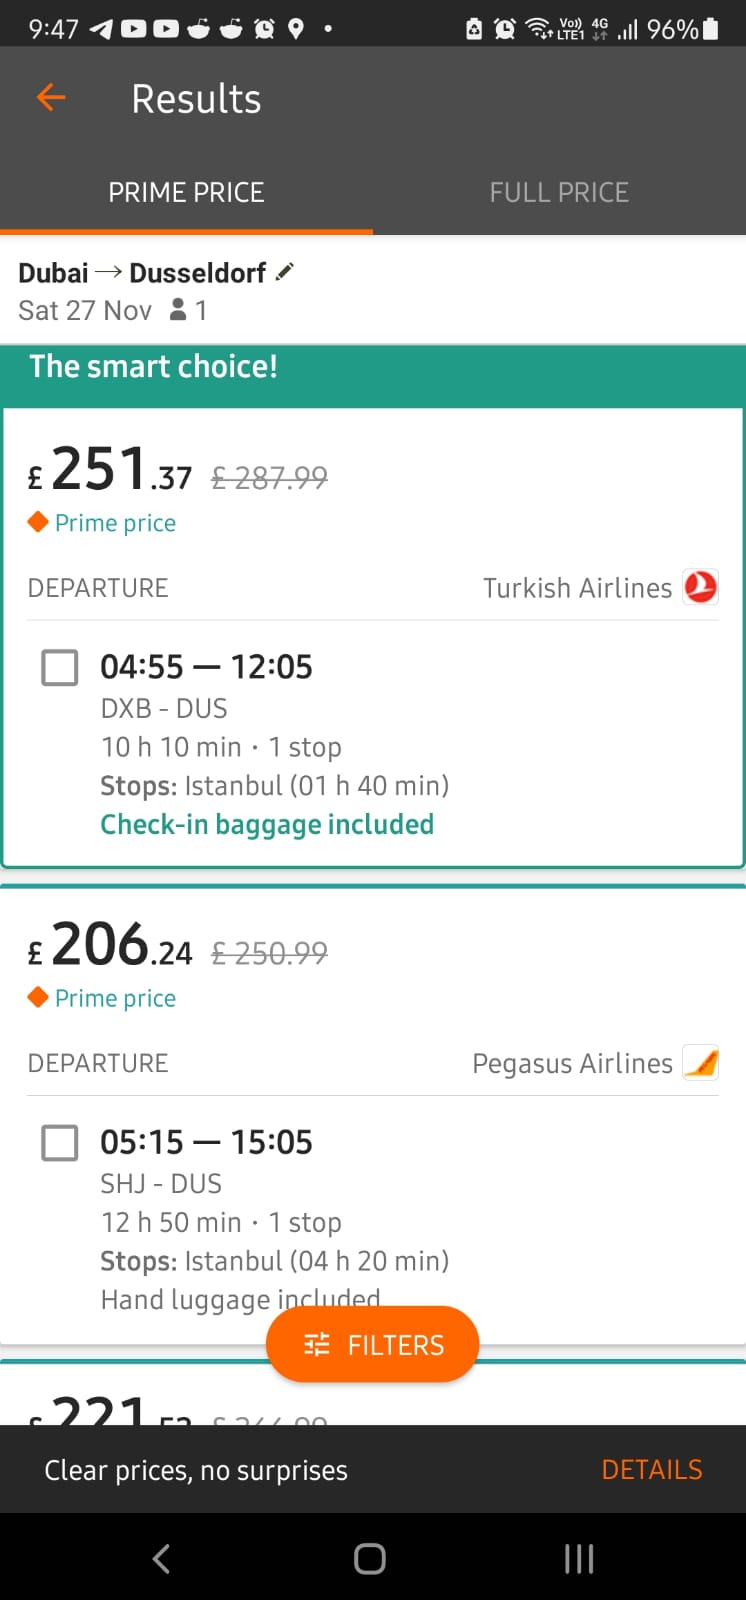 9:47 Vo)) LTE1 4G 96%
Results
PRIME PRICE FULL PRICE
Dubai → Dusseldorf
Sat 27 Nov 1
The smart choice!
£251.37 £ 287.99
Prime price
DEPARTURE Turkish Airlines
04:55 — 12:05
DXB - DUS
10 h 10 min · 1 stop
Stops: Istanbul (01 h 40 min)
Check-in baggage included
£206.24 £ 250.99
Prime price
DEPARTURE Pegasus Airlines
05:15 — 15:05
SHJ - DUS
12 h 50 min · 1 stop
Stops: Istanbul (04 h 20 min)
Hand luggage included
FILTERS
£221
Clear prices, no surprises DETAILS